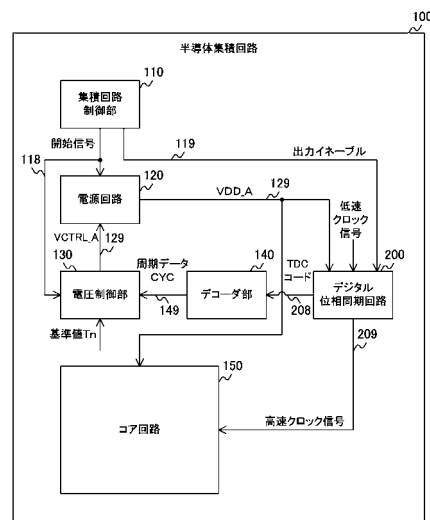 100
半導体集積回路
110
集積回路
制御部
開始信号
119
118
出力イネーブル
120
電源回路
VDD_A
129
低速
クロック
信号
VCTRL_A
129
130
周期データ
CYC
140
TDC
コード
200
電圧制御部
デコーダ部
デジタル
位相同期回路
149
208
209
基準値Tn
150
コア回路
高速クロック信号